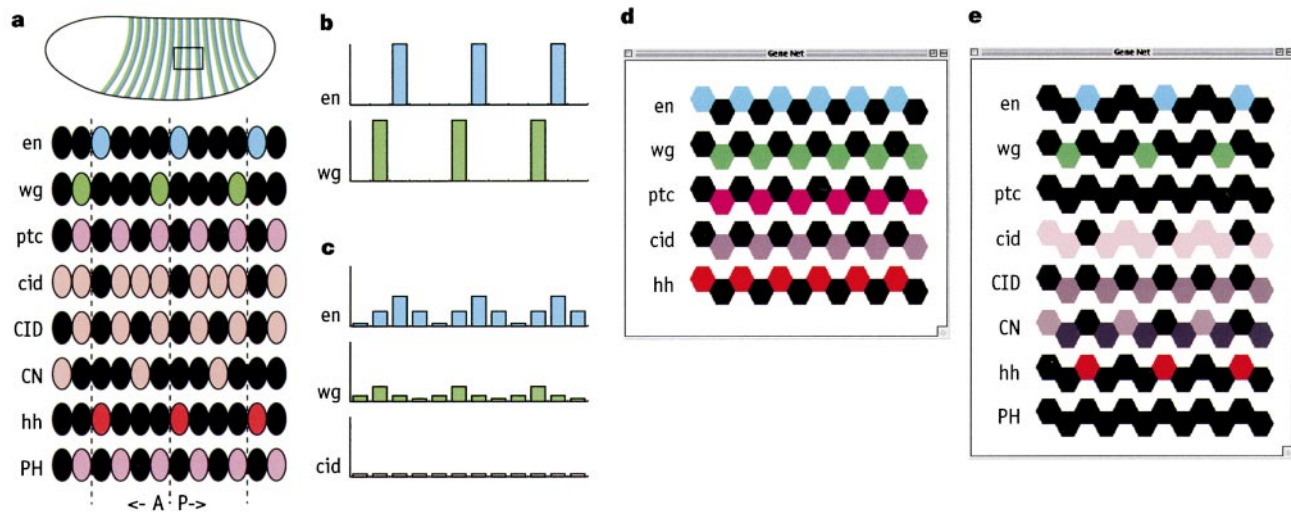 a
en
wg
ptc
cid
CID
CN
hh
PH
<- A P->
b
en
wg
c
en
wg
cid
d
Gene Net
en
wg
ptc
cid
hh
e
Gene Net
en
wg
ptc
cid
CID
CN
hh
PH